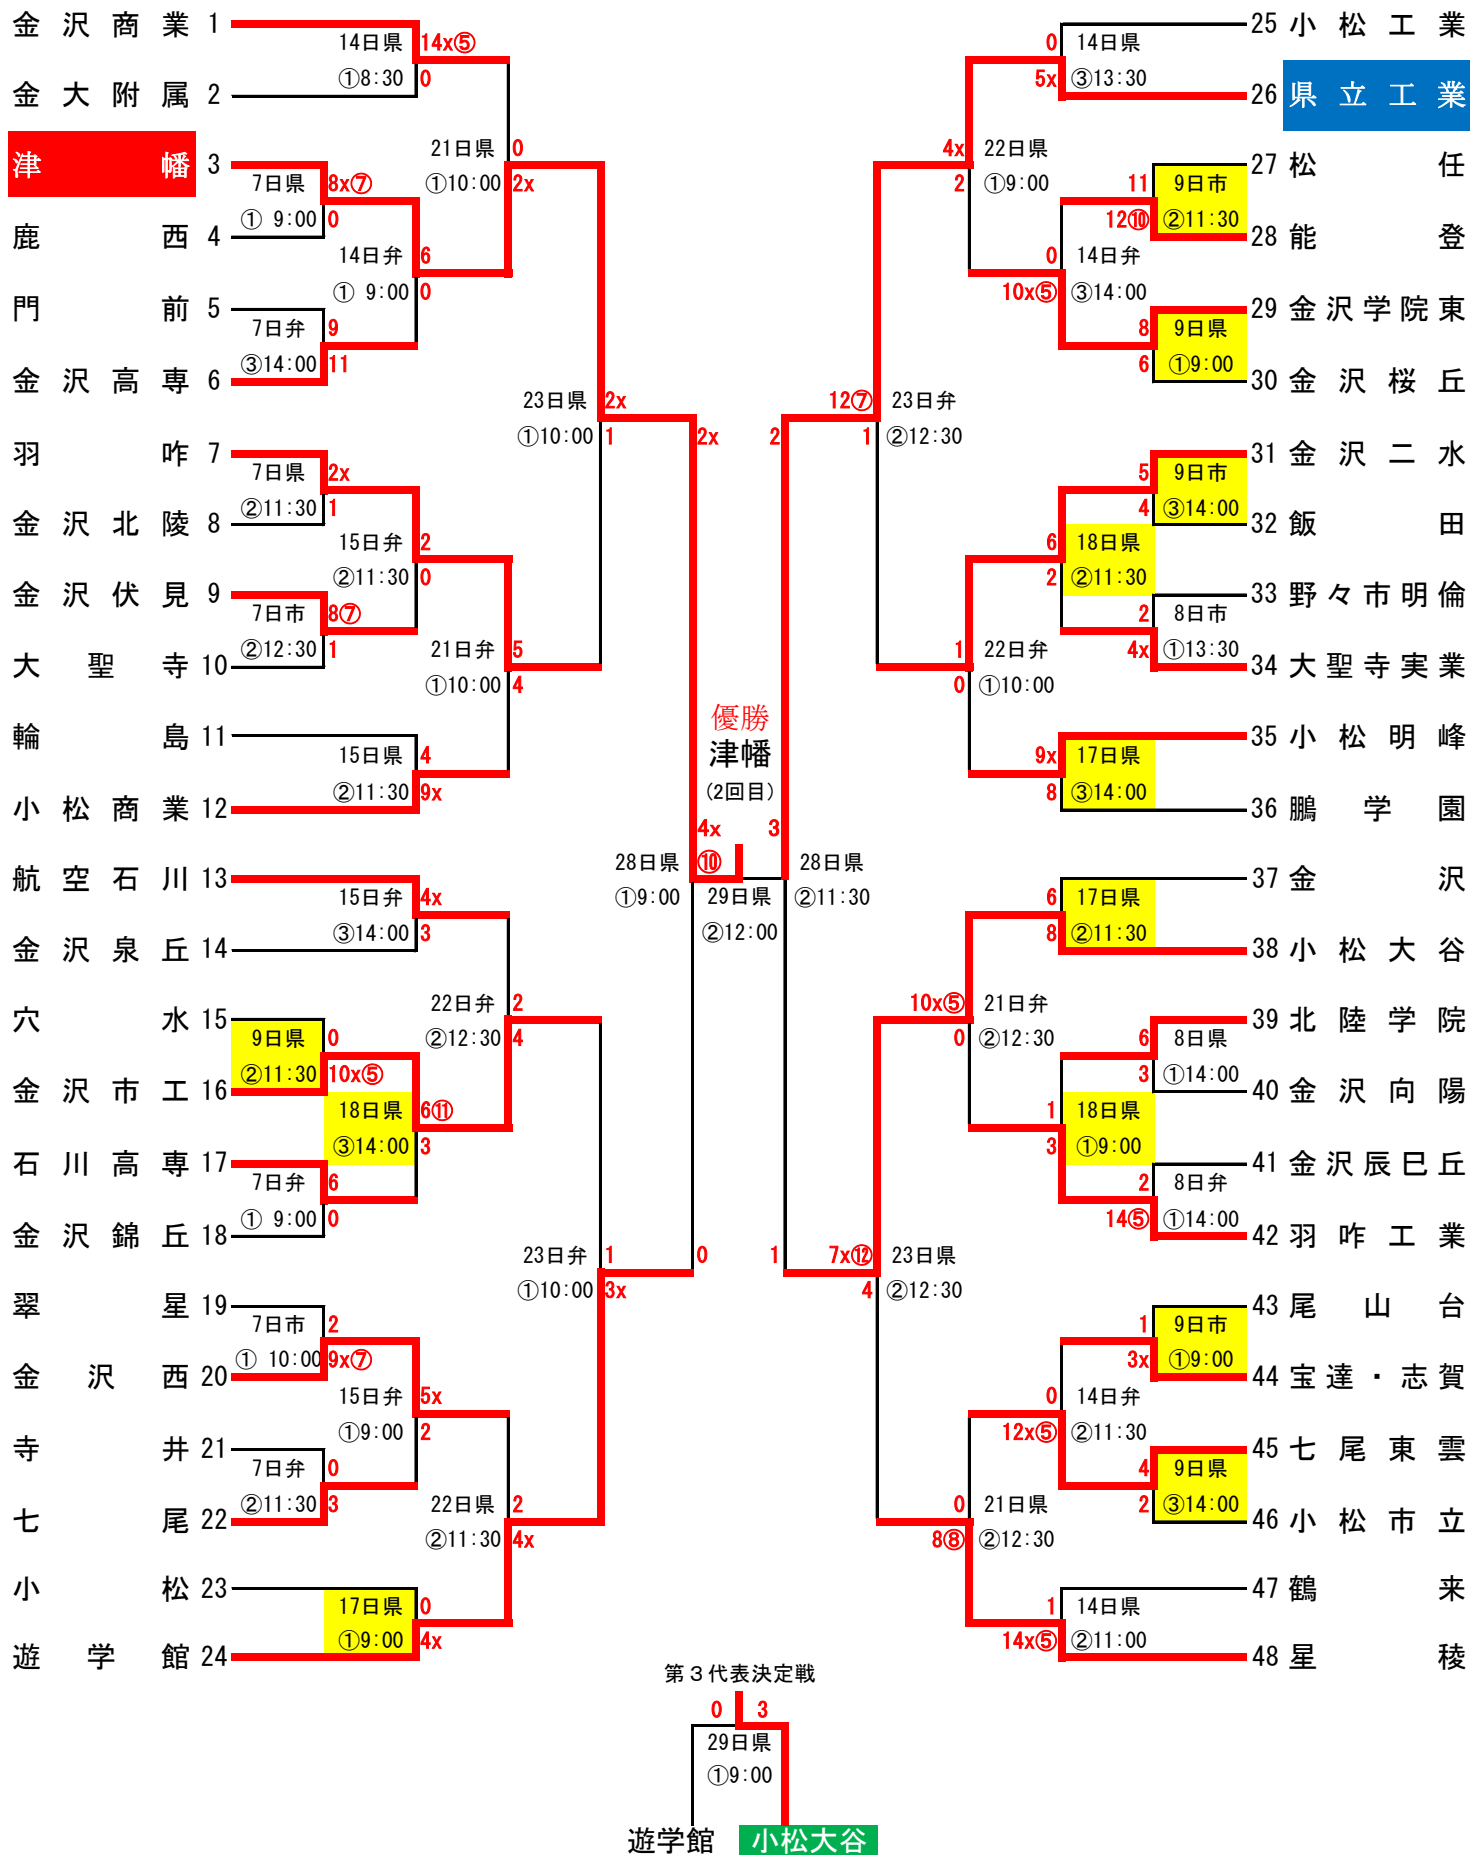 金沢商業 1
14日県 14x⑤
①8:30 0
金大附属 2
21日県 0
①10:00 2x
津幡 3
7日県 8x⑦
① 9:00 0
鹿西 4
14日弁 6
① 9:00 0
門前 5
7日弁 9
③14:00 11
金沢高専 6
23日県 2x
①10:00 1
羽咋 7
7日県 2x
②11:30 1
金沢北陵 8
15日弁 2
②11:30 0
金沢伏見 9
7日市 8⑦
②12:30 1
大聖寺 10
21日弁 5
①10:00 4
輪島 11
15日県 4
②11:30 9x
小松商業 12
航空石川 13
15日弁 4x
③14:00 3
金沢泉丘 14
22日弁 2
②12:30 4
穴水 15
9日県 0
②11:30 10x⑤
金沢市工 16
18日県 6⑪
③14:00 3
石川高専 17
7日弁 6
① 9:00 0
金沢錦丘 18
23日弁 1
①10:00 3x
翠星 19
7日市 2
① 10:00 9x⑦
金沢西 20
15日弁 5x
①9:00 2
寺井 21
7日弁 0
②11:30 3
七尾 22
22日県 2
②11:30 4x
小松 23
17日県 0
①9:00 4x
遊学館 24
2x
2
優勝
津幡
(2回目)
4x 3
⑩
28日県
①9:00
29日県
②12:00
28日県
②11:30
0
1
25 小松工業
0 14日県
5x ③13:30
26 県立工業
4x 22日県
2 ①9:00
27 松任
11 9日市
12⑩ ②11:30
28 能登
0 14日弁
10x⑤ ③14:00
29 金沢学院東
8 9日県
6 ①9:00
30 金沢桜丘
12⑦ 23日弁
1 ②12:30
31 金沢二水
5 9日市
4 ③14:00
32 飯田
6 18日県
2 ②11:30
33 野々市明倫
2 8日市
4x ①13:30
34 大聖寺実業
1 22日弁
0 ①10:00
35 小松明峰
9x 17日県
8 ③14:00
36 鵬学園
37 金沢
6 17日県
8 ②11:30
38 小松大谷
10x⑤ 21日弁
0 ②12:30
39 北陸学院
6 8日県
3 ①14:00
40 金沢向陽
1 18日県
3 ①9:00
41 金沢辰巳丘
2 8日弁
14⑤ ①14:00
42 羽咋工業
7x⑫ 23日県
4 ②12:30
43 尾山台
1 9日市
3x ①9:00
44 宝達・志賀
0 14日弁
12x⑤ ②11:30
45 七尾東雲
4 9日県
2 ③14:00
46 小松市立
0 21日県
8⑧ ②12:30
47 鶴来
1 14日県
14x⑤ ②11:00
48 星稜
第３代表決定戦
0 3
29日県
①9:00
遊学館 小松大谷